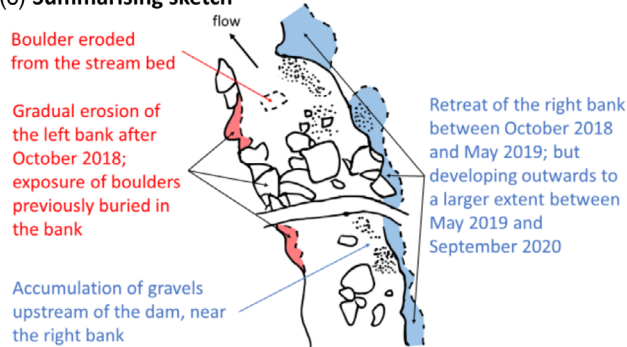 (c) Summarising sketch
flow
Boulder eroded
from the stream bed
Gradual erosion of
the left bank after
October 2018;
exposure of boulders
previously buried in
the bank
Accumulation of gravels
upstream of the dam, near
the right bank
Retreat of the right bank
between October 2018
and May 2019; but
developing outwards to
a larger extent between
May 2019 and
September 2020